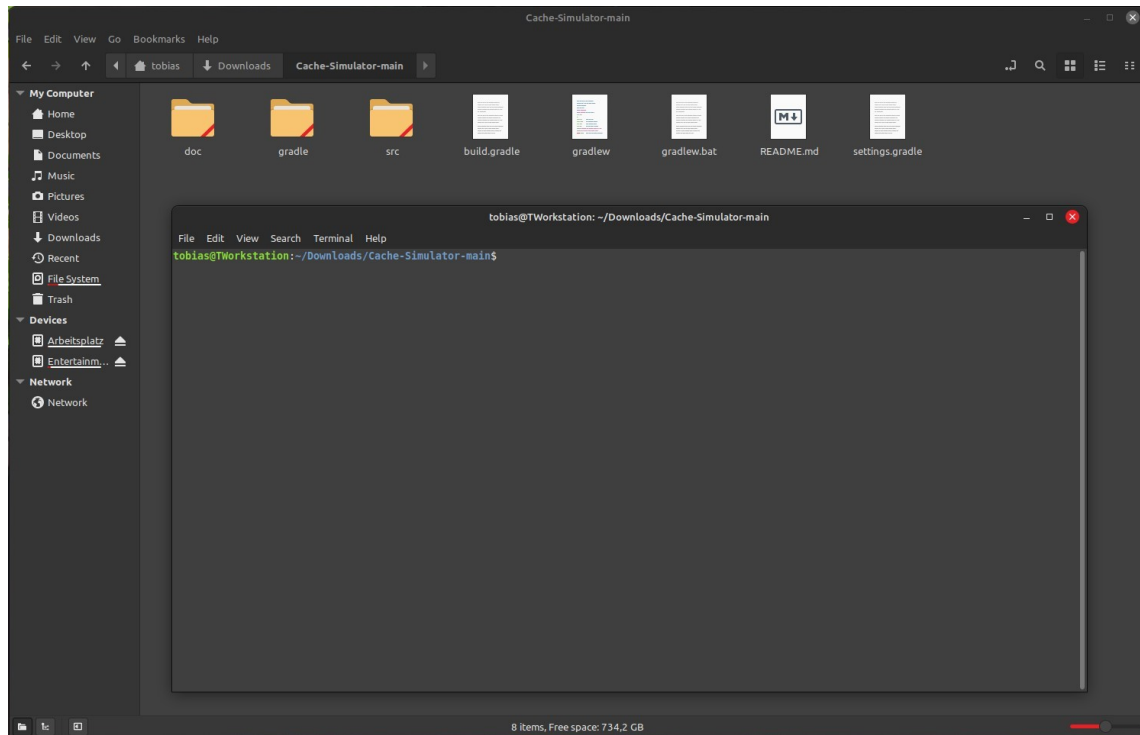 Cache-Simulator-main
File Edit View Go Bookmarks Help
tobias Downloads Cache-Simulator-main
My Computer
Home
Desktop
Documents
Music
Pictures
Videos
Downloads
Recent
File System
Trash
Devices
Arbeitsplatz
Entertainm...
Network
Network
doc gradle src build.gradle gradlew gradlew.bat README.md settings.gradle
tobias@TWorkstation: ~/Downloads/Cache-Simulator-main
File Edit View Search Terminal Help
tobias@TWorkstation:~/Downloads/Cache-Simulator-main$
8 items, Free space: 734,2 GB